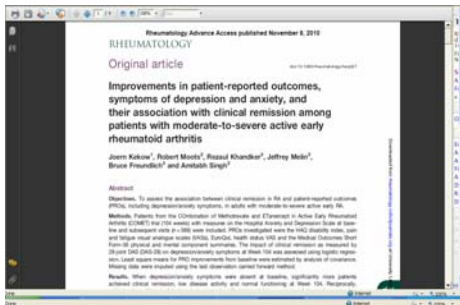 Rheumatology Advance Access published November 8, 2010
RHEUMATOLOGY
Original article
Improvements in patient-reported outcomes,
symptoms of depression and anxiety, and
their association with clinical remission among
patients with moderate-to-severe active early
rheumatoid arthritis
Joern Kekow, Robert Moots, Rezaul Khandker, Jeffrey Melin,
Bruce Freundlich and Amitabh Singh
Abstract
Objectives. To assess the association between clinical remission in RA and patient-reported outcomes
(PROs), including depression/anxiety symptoms, in adults with moderate-to-severe active early RA.
Methods. Patients from the COmbination of Methotrexate and ETanercept in Active Early Rheumatoid
Arthritis (COMET) trial (104 weeks) with measure on the Hospital Anxiety and Depression Scale at base-
line and subsequent visits were included. PROs investigated were the HAQ disability index, pain
and fatigue visual analogue scales (VASs), EuroQol, health status VAS and the Medical Outcomes Short
Form-36 physical and mental component summaries. The impact of clinical remission as measured by
28-joint DAS (DAS-28) on depression/anxiety symptoms at Week 104 was assessed using logistic regres-
sion. Least square means for PRO improvements from baseline were estimated by analysis of covariance.
Missing data were imputed using the last observation carried forward method.
Results. When depression/anxiety symptoms were absent at baseline, significantly more patients
achieved clinical remission, low disease activity and normal functioning at Week 104. Reciprocally,
Internet
Done
Internet